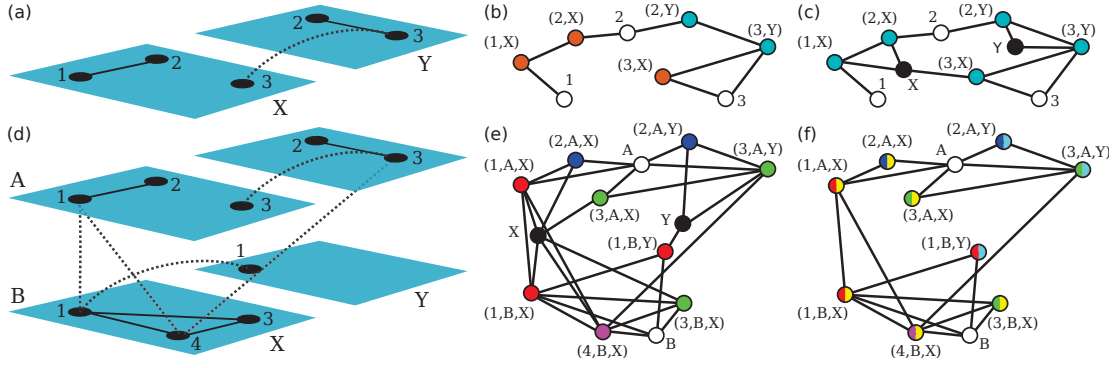 (a)
1
2
3
X
2
3
Y
(b)
(1,X)
(2,X)
2
(2,Y)
(3,Y)
(3,X)
1
3
(c)
(1,X)
(2,X)
2
(2,Y)
(3,Y)
Y
1
X
(3,X)
3
(d)
A
1
2
3
2
3
B
1
4
3
X
1
Y
(e)
(1,A,X)
(2,A,X)
A
(2,A,Y)
(3,A,Y)
(3,A,X)
X
Y
(1,B,Y)
(1,B,X)
(4,B,X)
B
(3,B,X)
(f)
(1,A,X)
(2,A,X)
A
(2,A,Y)
(3,A,Y)
(3,A,X)
(1,B,Y)
(1,B,X)
(4,B,X)
B
(3,B,X)